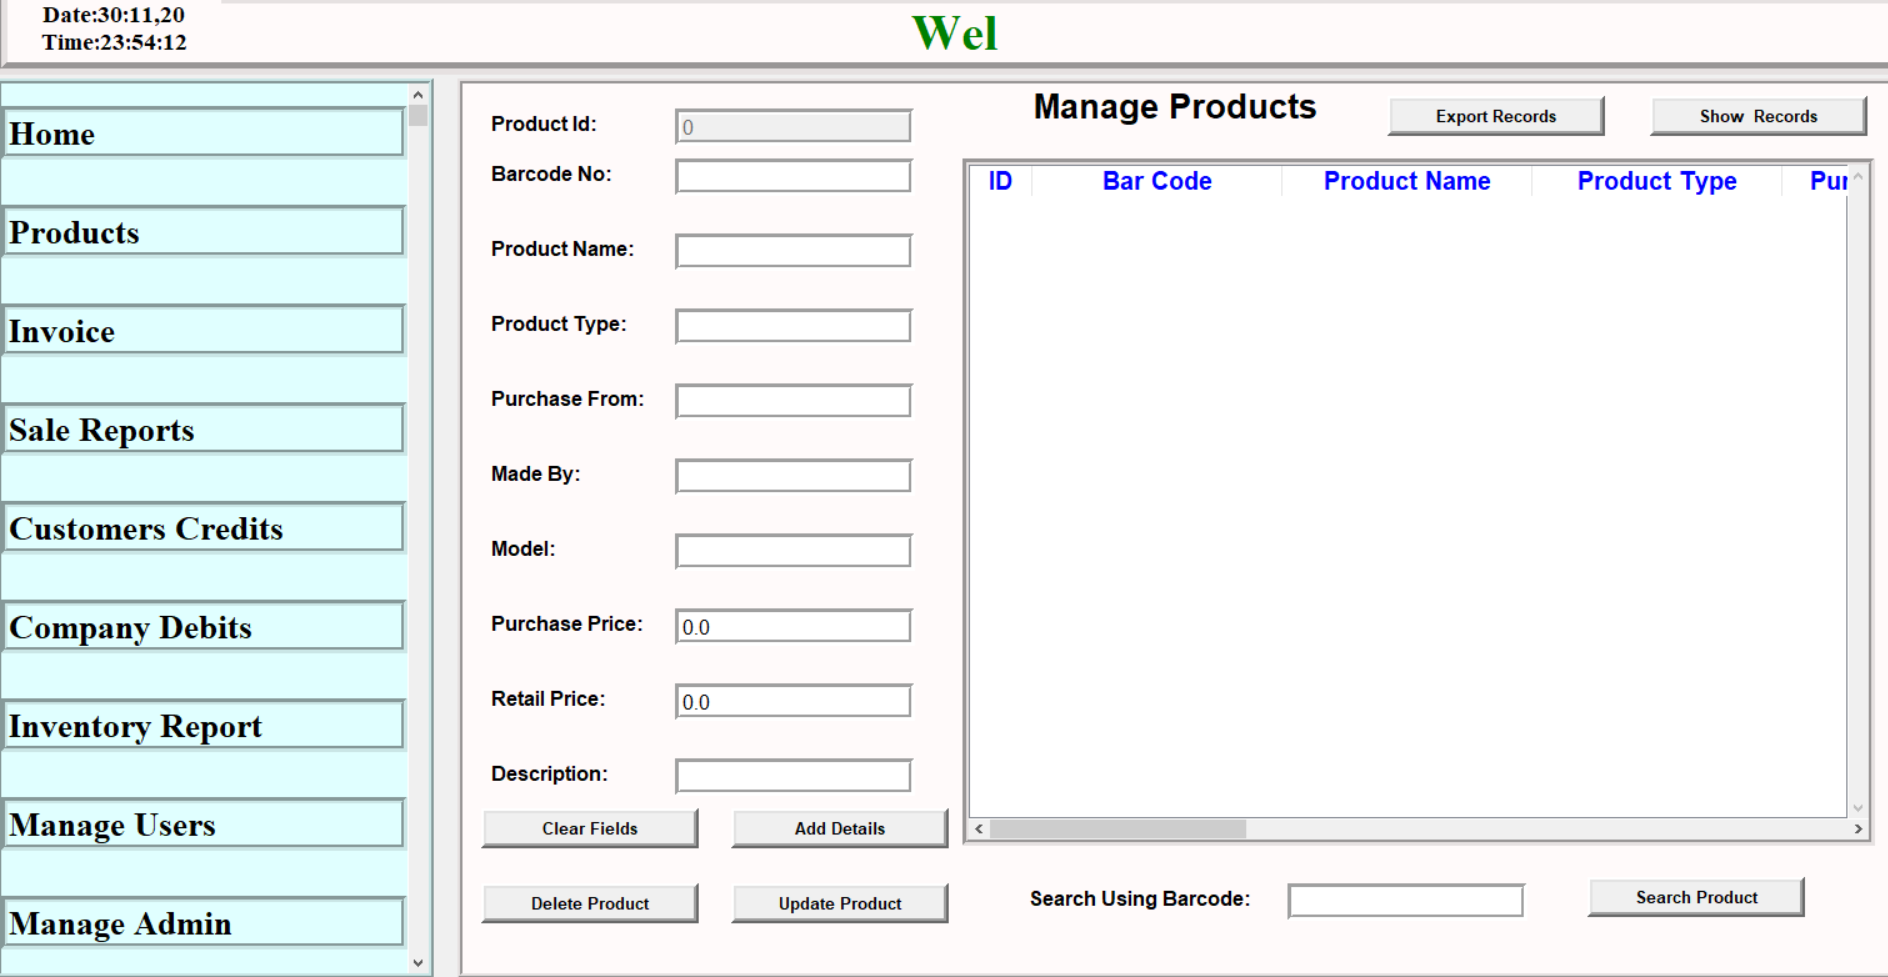 Date:30:11,20
Time:23:54:12
Wel
Home
Products
Invoice
Sale Reports
Customers Credits
Company Debits
Inventory Report
Manage Users
Manage Admin
Product Id: 0
Barcode No:
Product Name:
Product Type:
Purchase From:
Made By:
Model:
Purchase Price: 0.0
Retail Price: 0.0
Description:
Clear Fields Add Details
Delete Product Update Product
Manage Products Export Records Show Records
ID Bar Code Product Name Product Type Pur
Search Using Barcode: Search Product